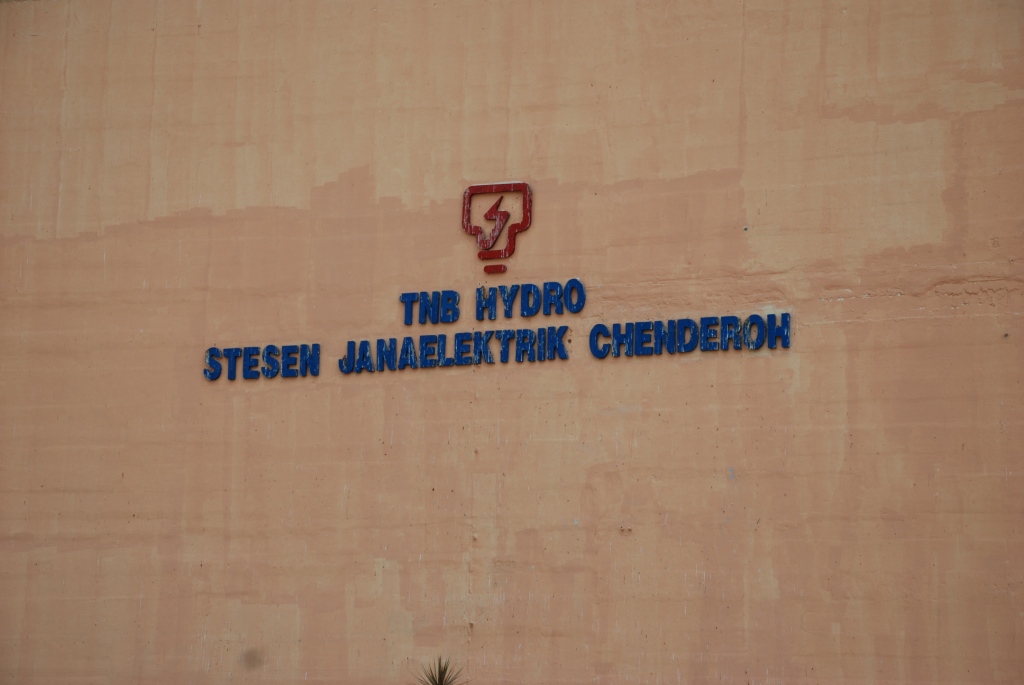 TNB HYDRO
STESEN JANAELEKTRIK CHENDEROH